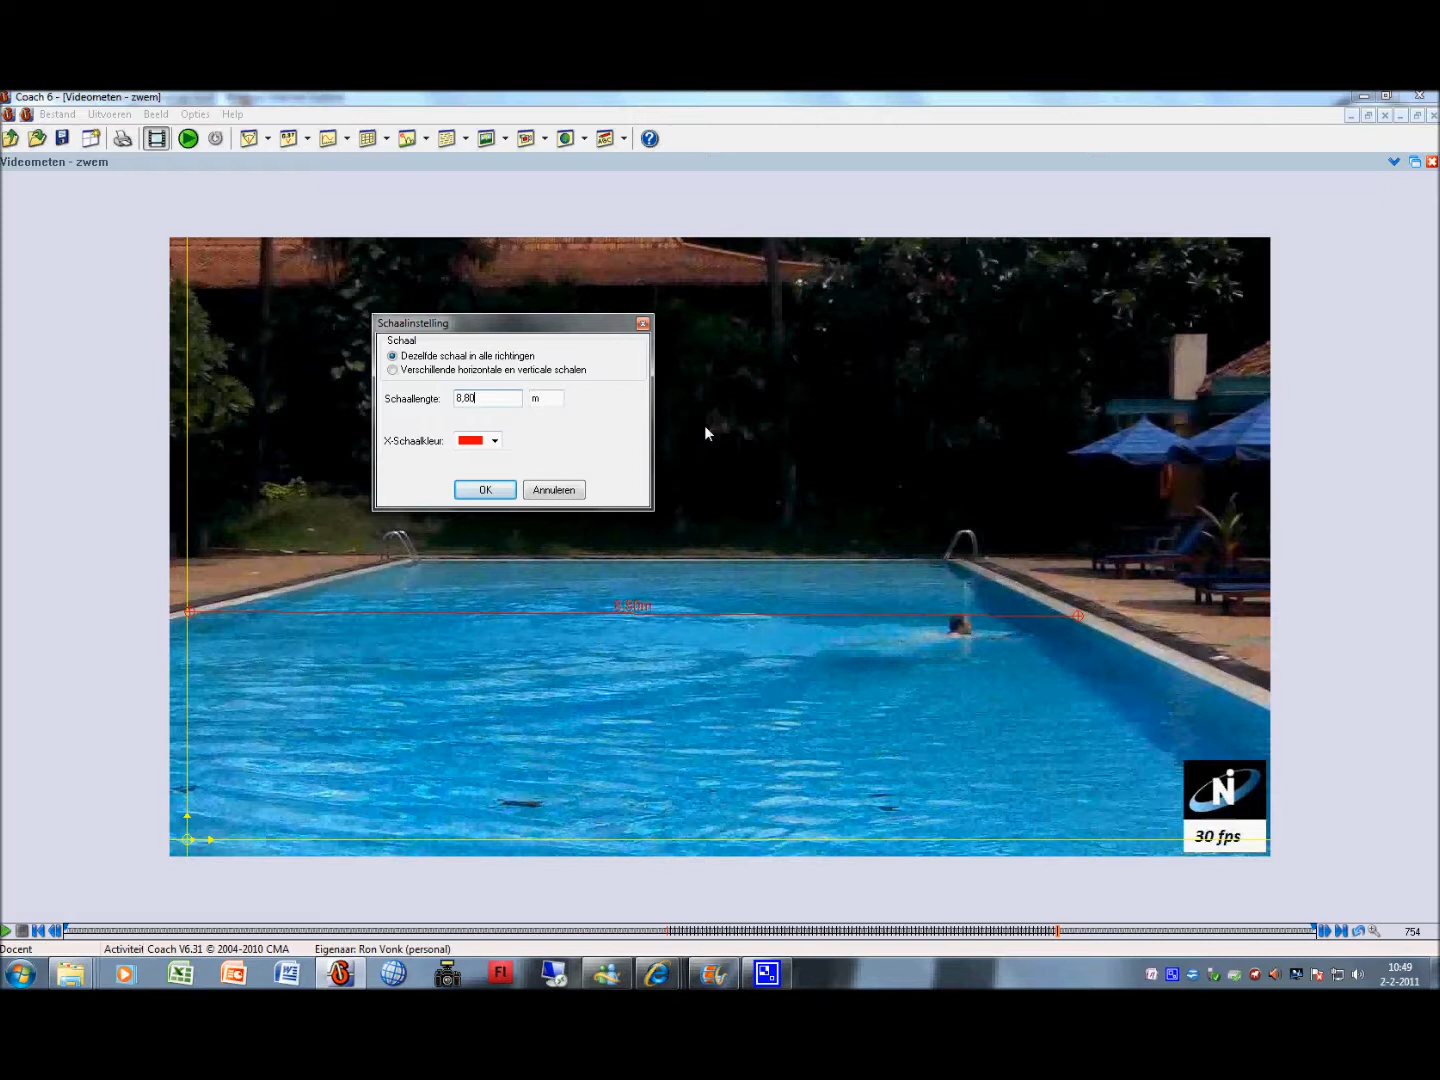 Coach 6 - [Videometen - zwem]
Bestand Uitvoeren Beeld Opties Help
Videometen - zwem
Schaalinstelling
Schaal
Dezelfde schaal in alle richtingen
Verschillende horizontale en verticale schalen
Schaallengte: 8,80 m
X-Schaalkleur:
OK Annuleren
N
30 fps
754
Docent Activiteit Coach V6.31 © 2004-2010 CMA Eigenaar: Ron Vonk (personal)
10:49
2-2-2011